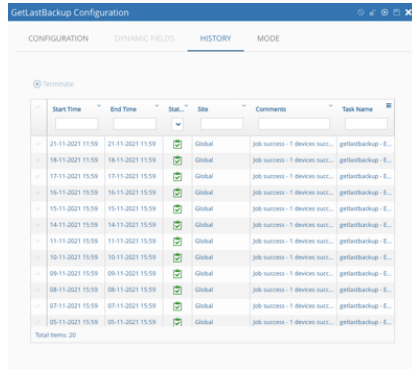 GetLastBackup Configuration
CONFIGURATION DYNAMIC FIELDS HISTORY MODE
Terminate
Start Time End Time Stat... Site Comments Task Name
21-11-2021 11:59 21-11-2021 11:59 Global Job success - 1 devices succ... getlastbackup - E...
18-11-2021 11:59 18-11-2021 11:59 Global Job success - 1 devices succ... getlastbackup - E...
17-11-2021 11:59 17-11-2021 15:59 Global Job success - 1 devices succ... getlastbackup - E...
16-11-2021 11:59 16-11-2021 15:59 Global Job success - 1 devices succ... getlastbackup - E...
15-11-2021 11:59 15-11-2021 15:59 Global Job success - 1 devices succ... getlastbackup - E...
14-11-2021 15:59 14-11-2021 15:59 Global Job success - 1 devices succ... getlastbackup - E...
11-11-2021 15:59 11-11-2021 15:59 Global Job success - 1 devices succ... getlastbackup - E...
10-11-2021 15:59 10-11-2021 15:59 Global Job success - 1 devices succ... getlastbackup - E...
09-11-2021 15:59 09-11-2021 15:59 Global Job success - 1 devices succ... getlastbackup - E...
08-11-2021 15:59 08-11-2021 15:59 Global Job success - 1 devices succ... getlastbackup - E...
07-11-2021 15:59 07-11-2021 15:59 Global Job success - 1 devices succ... getlastbackup - E...
05-11-2021 15:59 05-11-2021 15:59 Global Job success - 1 devices succ... getlastbackup - E...
Total Items: 20